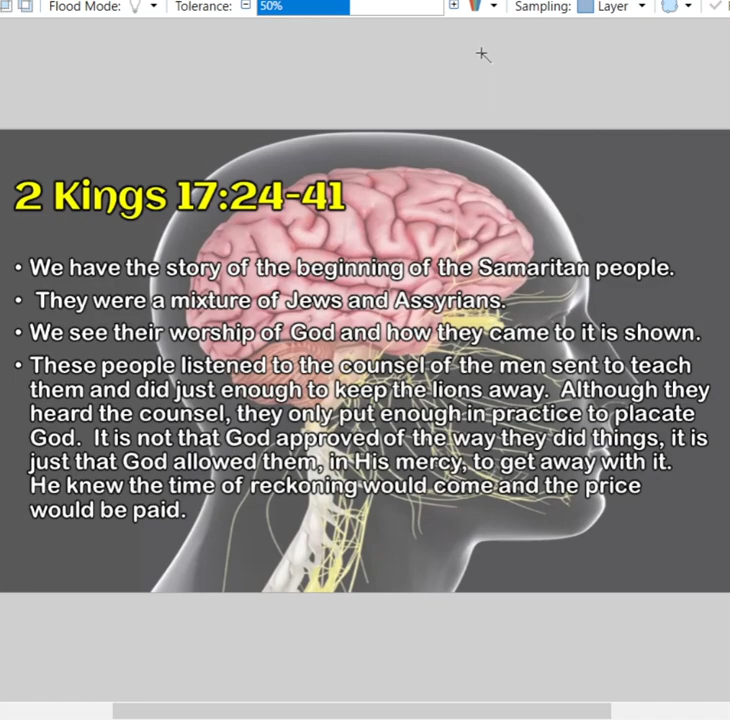 Flood Mode: Tolerance: 50% Sampling: Layer
2 Kings 17:24-41
• We have the story of the beginning of the Samaritan people.
• They were a mixture of Jews and Assyrians.
• We see their worship of God and how they came to it is shown.
• These people listened to the counsel of the men sent to teach
them and did just enough to keep the lions away. Although they
heard the counsel, they only put enough in practice to placate
God. It is not that God approved of the way they did things, it is
just that God allowed them, in His mercy, to get away with it.
He knew the time of reckoning would come and the price
would be paid.